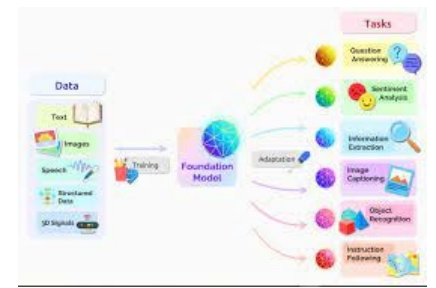 Tasks
Question
Answering
Data
Sentiment
Analysis
Text
Images
Information
Extraction
Training
Foundation
Model
Adaptation
Speech
Image
Captioning
Structured
Data
Object
Recognition
3D Signals
Instruction
Following